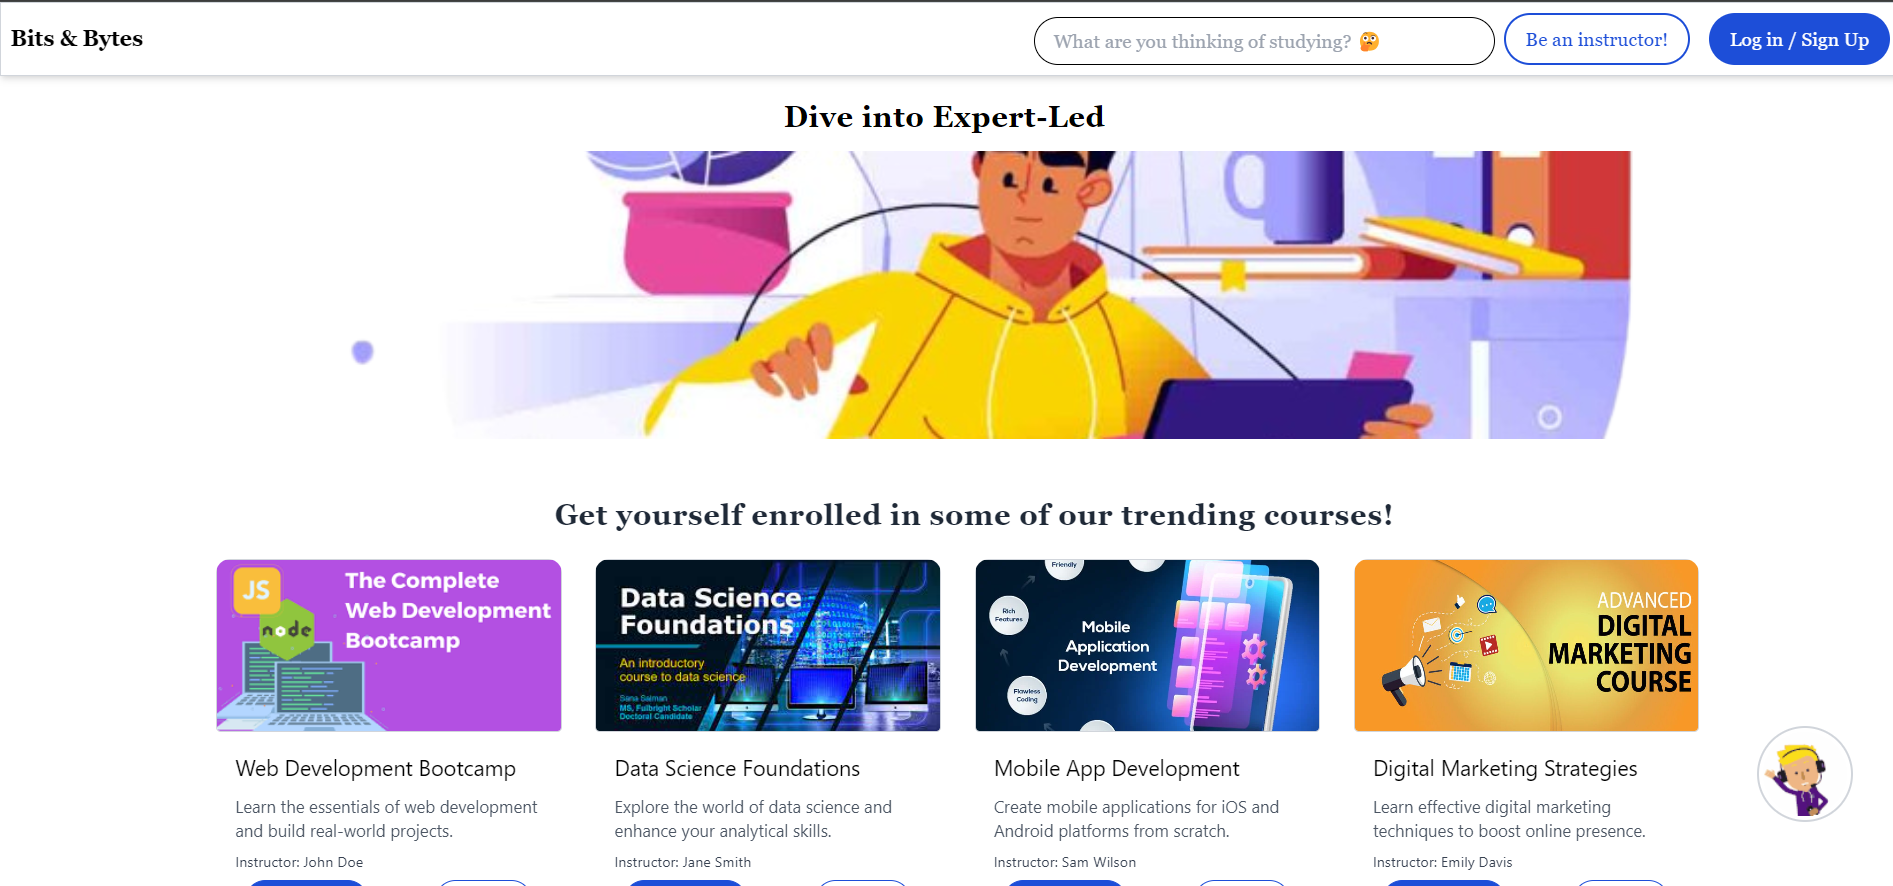 Bits & Bytes
What are you thinking of studying? 🤔
Be an instructor!
Log in / Sign Up
Dive into Expert-Led
Get yourself enrolled in some of our trending courses!
JS
node
The Complete
Web Development
Bootcamp
Data Science
Foundations
An introductory
course to data science
Sana Salman
MS, Fulbright Scholar
Doctoral Candidate
Friendly
Rich
Features
Mobile
Application
Development
Flawless
Coding
ADVANCED
DIGITAL
MARKETING
COURSE
Web Development Bootcamp
Learn the essentials of web development
and build real-world projects.
Instructor: John Doe
Data Science Foundations
Explore the world of data science and
enhance your analytical skills.
Instructor: Jane Smith
Mobile App Development
Create mobile applications for iOS and
Android platforms from scratch.
Instructor: Sam Wilson
Digital Marketing Strategies
Learn effective digital marketing
techniques to boost online presence.
Instructor: Emily Davis